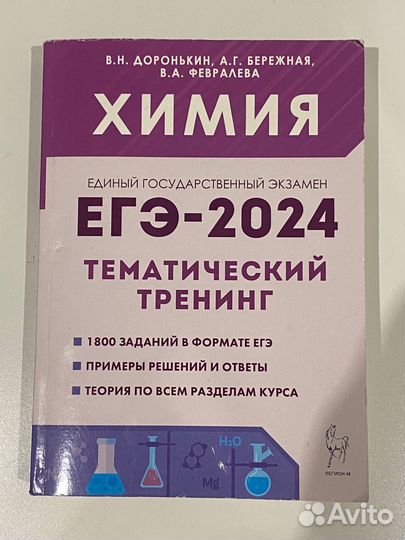 В.Н. ДОРОНЬКИН, А.Г. БЕРЕЖНАЯ,
В.А. ФЕВРАЛЕВА
ХИМИЯ
ЕДИНЫЙ ГОСУДАРСТВЕННЫЙ ЭКЗАМЕН
ЕГЭ-2024
ТЕМАТИЧЕСКИЙ
ТРЕНИНГ
1800 ЗАДАНИЙ В ФОРМАТЕ ЕГЭ
ПРИМЕРЫ РЕШЕНИЙ И ОТВЕТЫ
ТЕОРИЯ ПО ВСЕМ РАЗДЕЛАМ КУРСА
H₂O
Mg
ЛЕГИОН-М
Avito